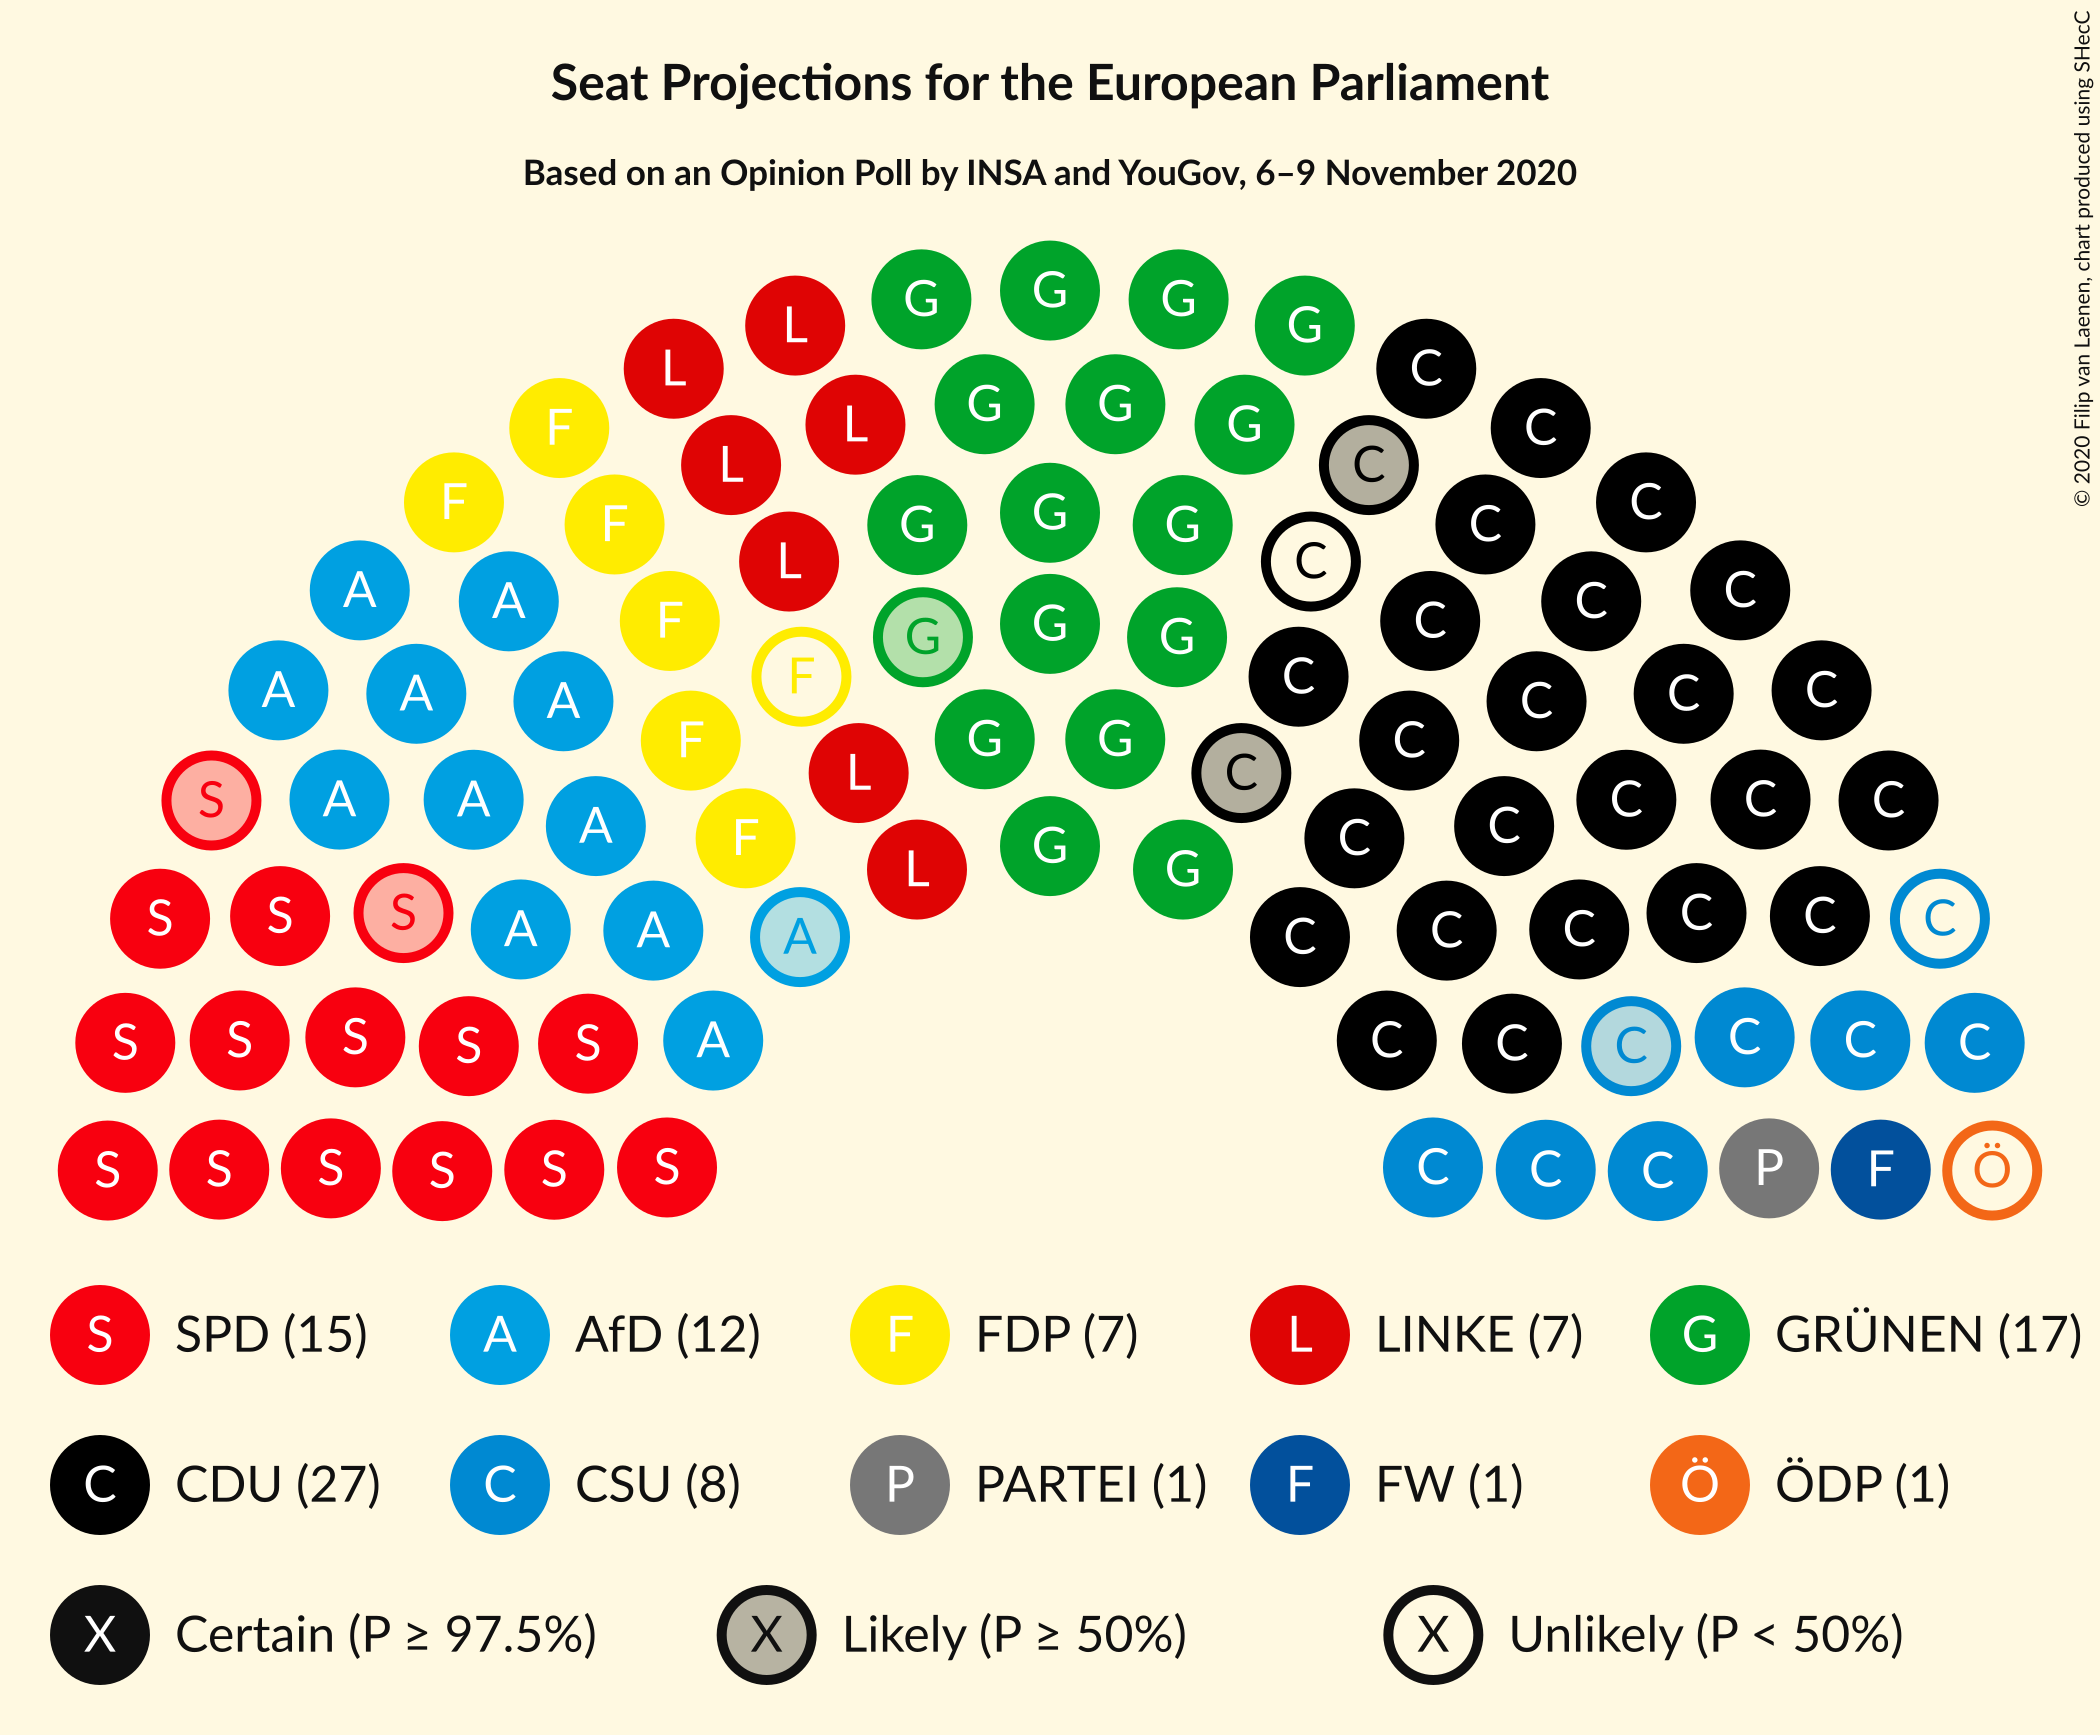 Seat Projections for the European Parliament
Based on an Opinion Poll by INSA and YouGov, 6–9 November 2020
© 2020 Filip van Laenen, chart produced using SHecC
G G G G
L L C
G G G
F L L C C
F F L G G G C C C
A A F L G G G C C C C
A A A F F C C C C
F L G G C C
S A A A F G G C C C C C
S S S A A A L C C C C C C
S S S S S A C C C C C C
S S S S S S C C C P F Ö
S SPD (15) A AfD (12) F FDP (7) L LINKE (7) G GRÜNEN (17)
C CDU (27) C CSU (8) P PARTEI (1) F FW (1) Ö ÖDP (1)
X Certain (P ≥ 97.5%) X Likely (P ≥ 50%) X Unlikely (P < 50%)